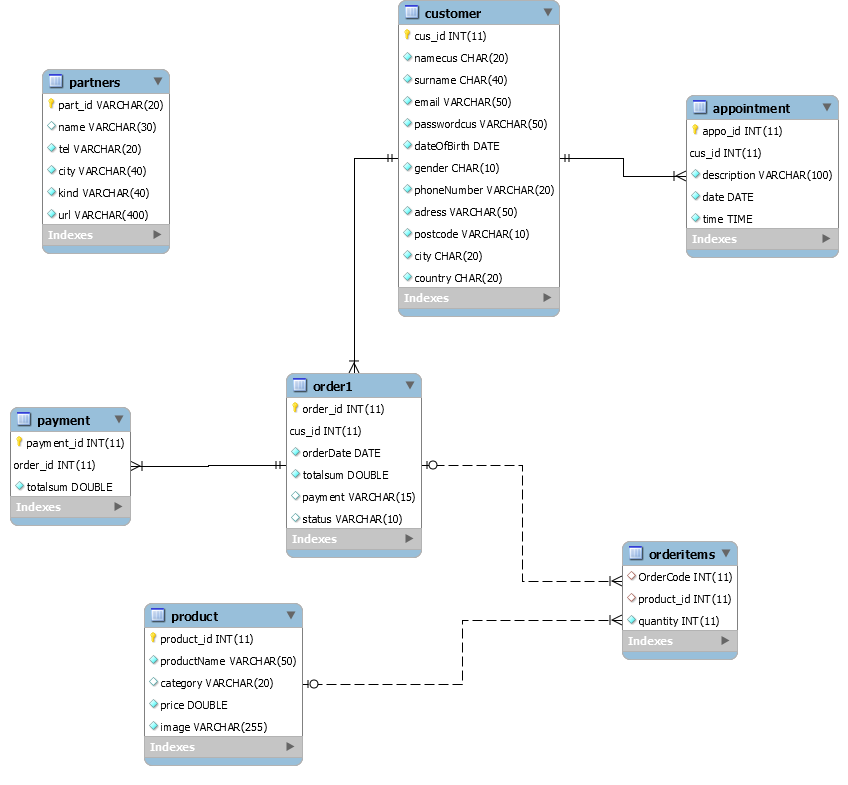 customer
cus_id INT(11)
namecus CHAR(20)
surname CHAR(40)
email VARCHAR(50)
passwordcus VARCHAR(50)
dateOfBirth DATE
gender CHAR(10)
phoneNumber VARCHAR(20)
adress VARCHAR(50)
postcode VARCHAR(10)
city CHAR(20)
country CHAR(20)
Indexes
partners
part_id VARCHAR(20)
name VARCHAR(30)
tel VARCHAR(20)
city VARCHAR(40)
kind VARCHAR(40)
url VARCHAR(400)
Indexes
appointment
appo_id INT(11)
cus_id INT(11)
description VARCHAR(100)
date DATE
time TIME
Indexes
order1
order_id INT(11)
cus_id INT(11)
orderDate DATE
totalsum DOUBLE
payment VARCHAR(15)
status VARCHAR(10)
Indexes
payment
payment_id INT(11)
order_id INT(11)
totalsum DOUBLE
Indexes
orderitems
OrderCode INT(11)
product_id INT(11)
quantity INT(11)
Indexes
product
product_id INT(11)
productName VARCHAR(50)
category VARCHAR(20)
price DOUBLE
image VARCHAR(255)
Indexes